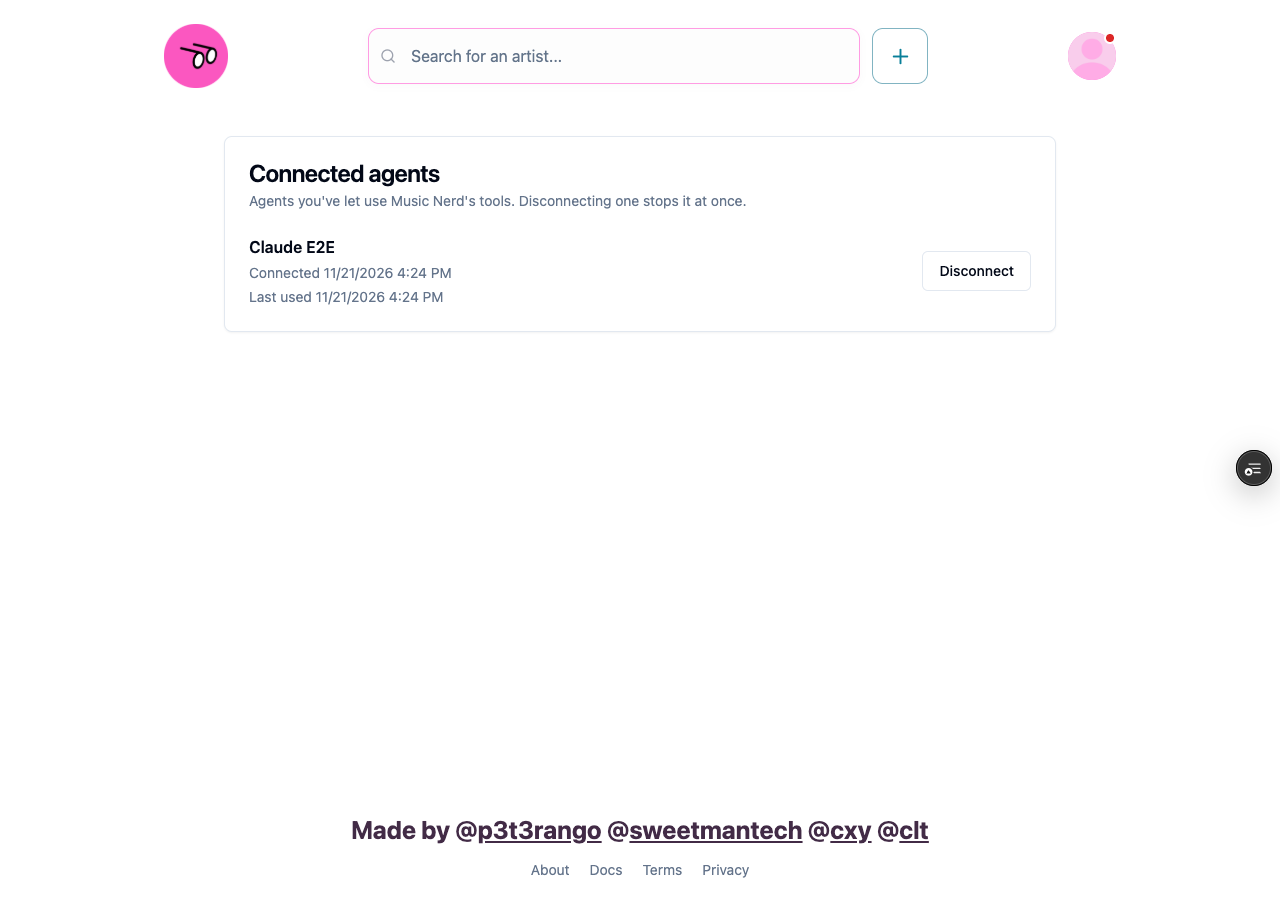 Search for an artist...
Connected agents
Agents you've let use Music Nerd's tools. Disconnecting one stops it at once.
Claude E2E
Connected 11/21/2026 4:24 PM
Last used 11/21/2026 4:24 PM
Disconnect
Made by @p3t3rango @sweetmantech @cxy @clt
About Docs Terms Privacy